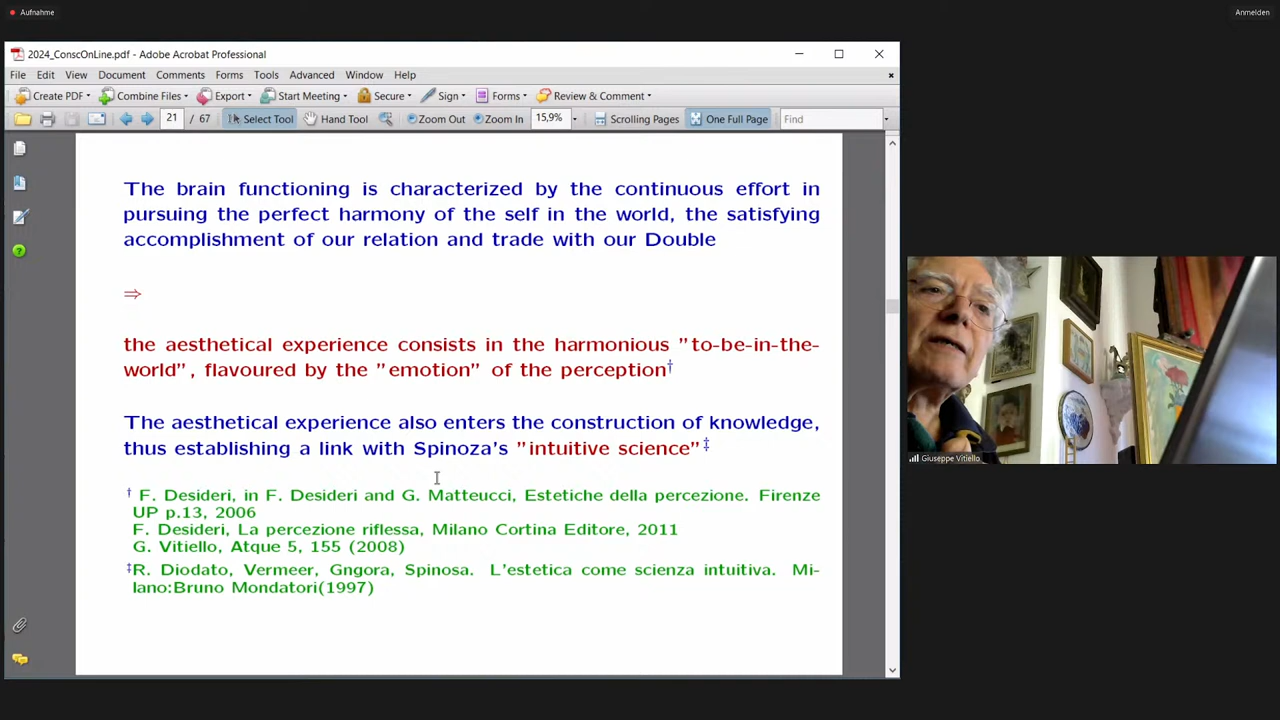 Aufnahme
Anmelden
2024_ConscOnLine.pdf - Adobe Acrobat Professional
File Edit View Document Comments Forms Tools Advanced Window Help
Create PDF Combine Files Export Start Meeting Secure Sign Forms Review & Comment
21 / 67 Select Tool Hand Tool Zoom Out Zoom In 15,9% Scrolling Pages One Full Page Find
The brain functioning is characterized by the continuous effort in
pursuing the perfect harmony of the self in the world, the satisfying
accomplishment of our relation and trade with our Double
⇒
the aesthetical experience consists in the harmonious "to-be-in-the-
world", flavoured by the "emotion" of the perception†
The aesthetical experience also enters the construction of knowledge,
thus establishing a link with Spinoza's "intuitive science"‡
† F. Desideri, in F. Desideri and G. Matteucci, Estetiche della percezione. Firenze
UP p.13, 2006
F. Desideri, La percezione riflessa, Milano Cortina Editore, 2011
G. Vitiello, Atque 5, 155 (2008)
‡R. Diodato, Vermeer, Gngora, Spinosa. L'estetica come scienza intuitiva. Mi-
lano:Bruno Mondatori(1997)
Giuseppe Vitiello